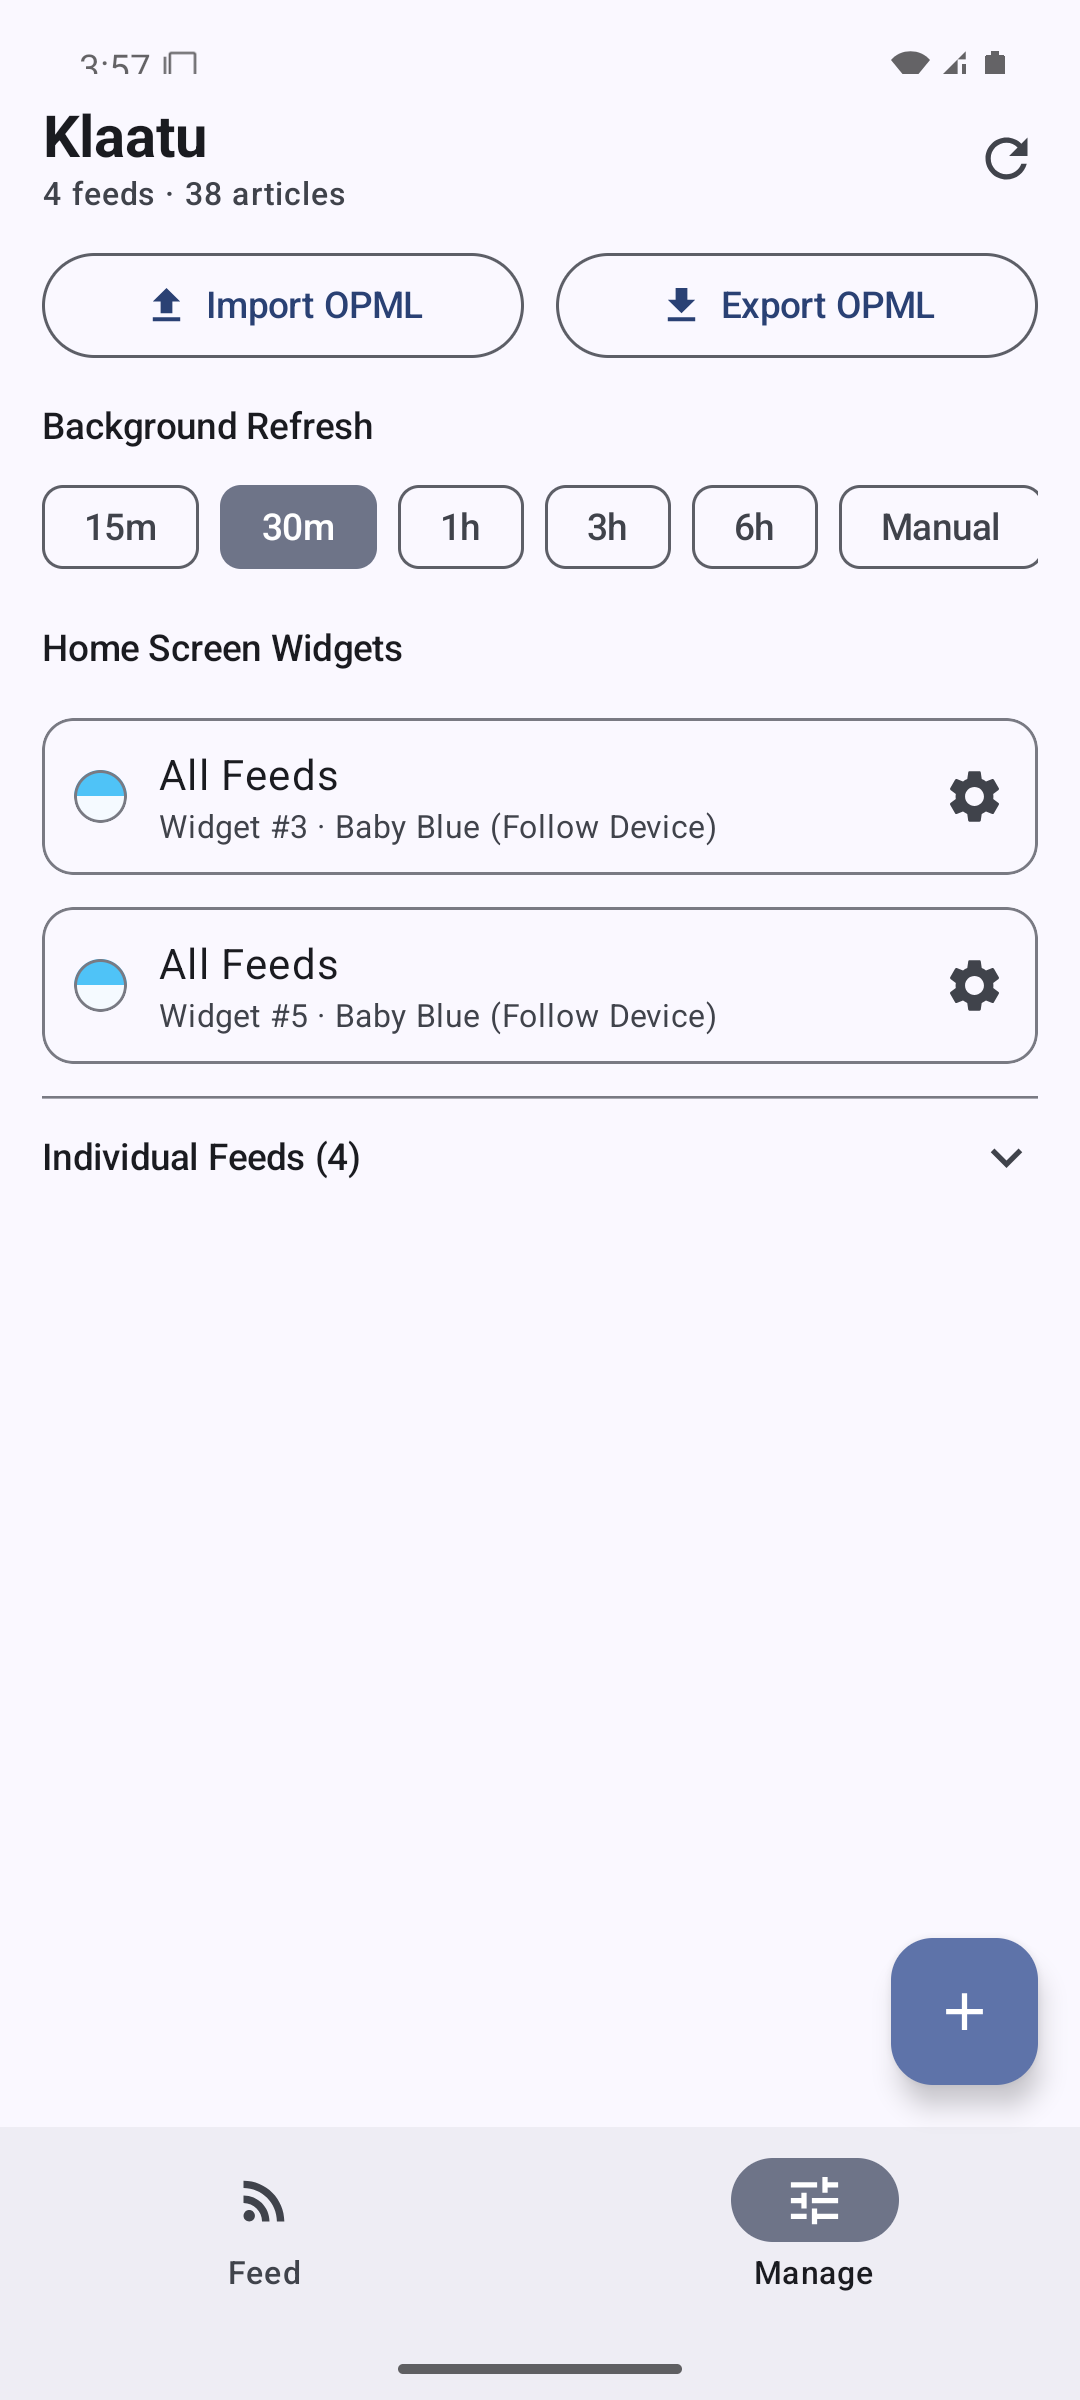 3:57
Klaatu
4 feeds · 38 articles
Import OPML
Export OPML
Background Refresh
15m
30m
1h
3h
6h
Manual
Home Screen Widgets
All Feeds
Widget #3 · Baby Blue (Follow Device)
All Feeds
Widget #5 · Baby Blue (Follow Device)
Individual Feeds (4)
Feed
Manage